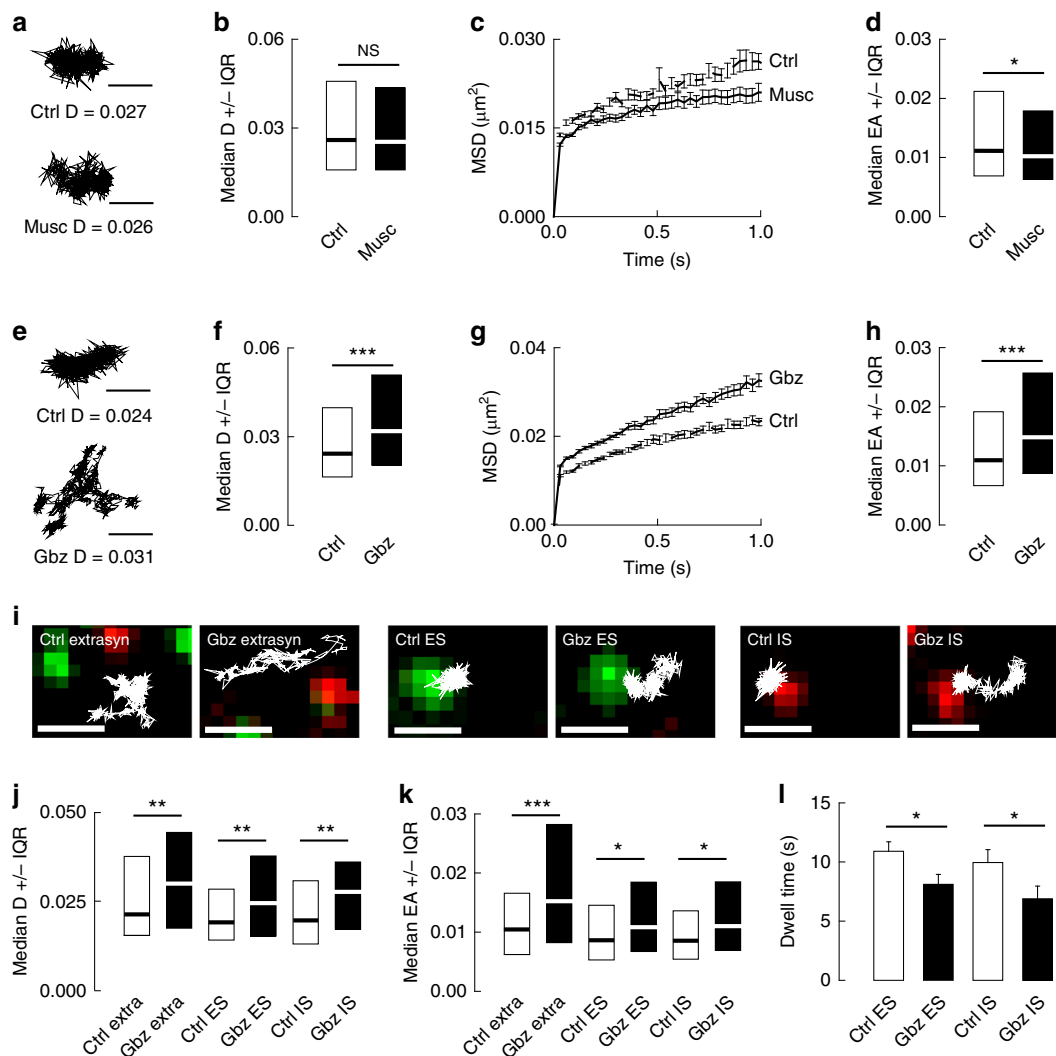 a
Ctrl D = 0.027
Musc D = 0.026
b
Median D +/− IQR
0.06
0.03
0.00
NS
Ctrl
Musc
c
MSD (μm²)
0.030
0.015
0.000
Ctrl
Musc
0.0
0.5
1.0
Time (s)
d
Median EA +/− IQR
0.03
0.02
0.01
0.00
*
Ctrl
Musc
e
Ctrl D = 0.024
Gbz D = 0.031
f
Median D +/− IQR
0.06
0.03
0.00
***
Ctrl
Gbz
g
MSD (μm²)
0.04
0.02
0.00
Gbz
Ctrl
0.0
0.5
1.0
Time (s)
h
Median EA +/− IQR
0.03
0.02
0.01
0.00
***
Ctrl
Gbz
i
Ctrl extrasyn
Gbz extrasyn
Ctrl ES
Gbz ES
Ctrl IS
Gbz IS
j
Median D +/− IQR
0.050
0.025
0.000
**
**
**
Ctrl extra
Gbz extra
Ctrl ES
Gbz ES
Ctrl IS
Gbz IS
k
Median EA +/− IQR
0.03
0.02
0.01
0.00
***
*
*
Ctrl extra
Gbz extra
Ctrl ES
Gbz ES
Ctrl IS
Gbz IS
l
Dwell time (s)
15
10
5
0
*
*
Ctrl ES
Gbz ES
Ctrl IS
Gbz IS